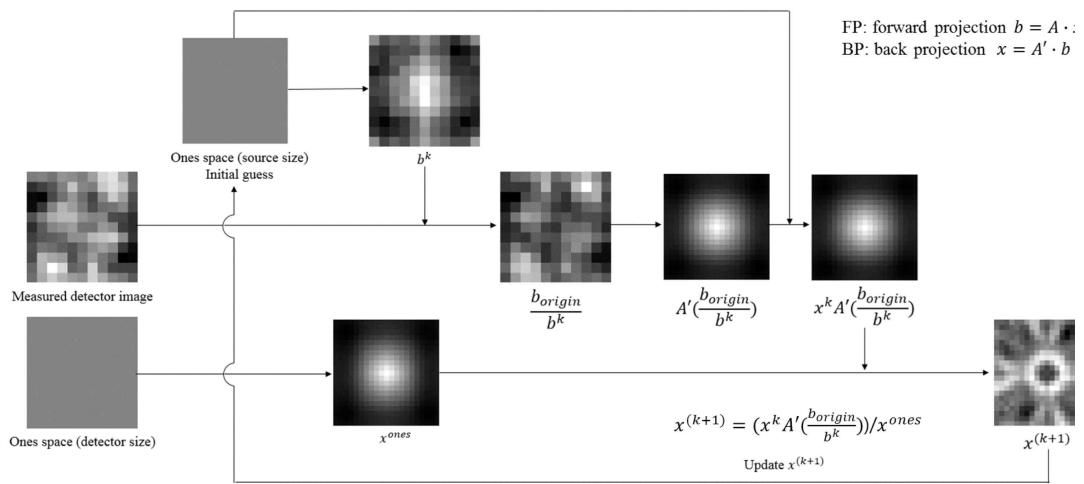 FP: forward projection b = A ·
BP: back projection x = A′ · b
Ones space (source size)
Initial guess
b^k
Measured detector image
b_origin / b^k
A′(b_origin / b^k)
x^k A′(b_origin / b^k)
Ones space (detector size)
x^ones
x^(k+1) = (x^k A′(b_origin / b^k))/x^ones
x^(k+1)
Update x^(k+1)